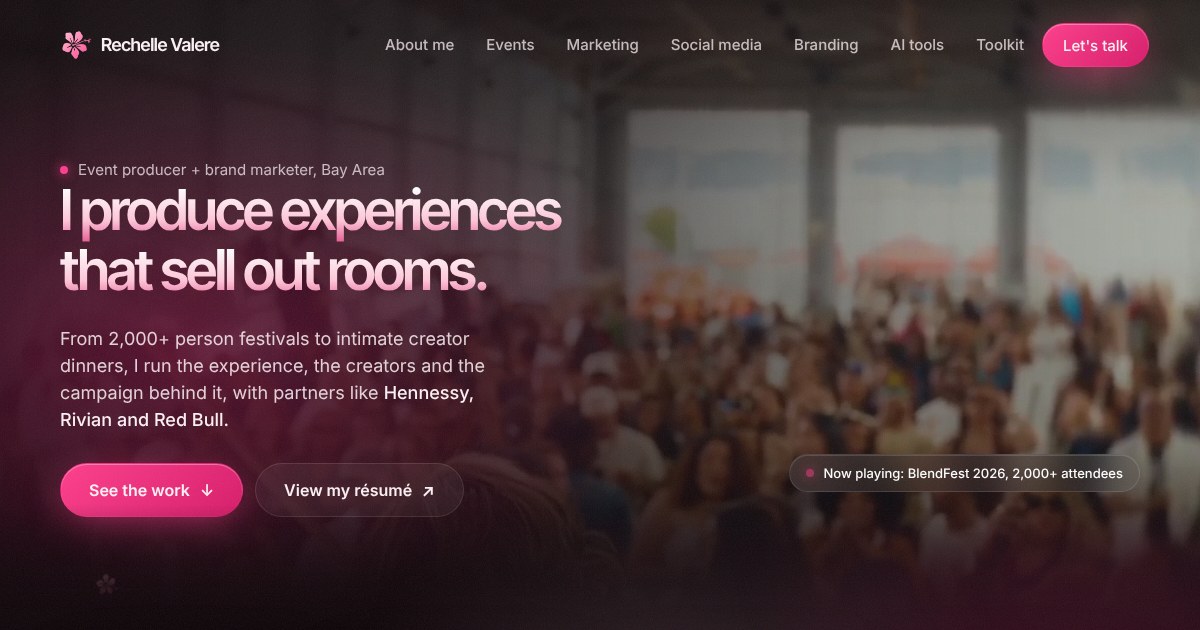 Rechelle Valere
About me Events Marketing Social media Branding AI tools Toolkit Let's talk
Event producer + brand marketer, Bay Area
I produce experiences
that sell out rooms.
From 2,000+ person festivals to intimate creator
dinners, I run the experience, the creators and the
campaign behind it, with partners like Hennessy,
Rivian and Red Bull.
Now playing: BlendFest 2026, 2,000+ attendees
See the work ↓ View my résumé ↗